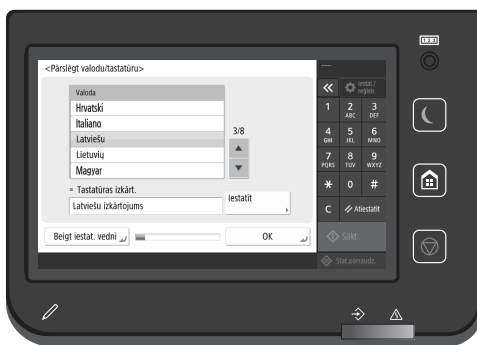 123
<Pārslēgt valodu/tastatūru>
Valoda
Hrvatski
Italiano
Latviešu
Lietuvių
Magyar
3/8
Tastatūras izkārt.
Latviešu izkārtojums
Iestatīt
Beigt iestat. vedni
OK
Iestat./
reģistr.
1 2 3
ABC DEF
4 5 6
GHI JKL MNO
7 8 9
PQRS TUV WXYZ
* 0 #
C Atiestatīt
Sākt
Stat.pārraudz.